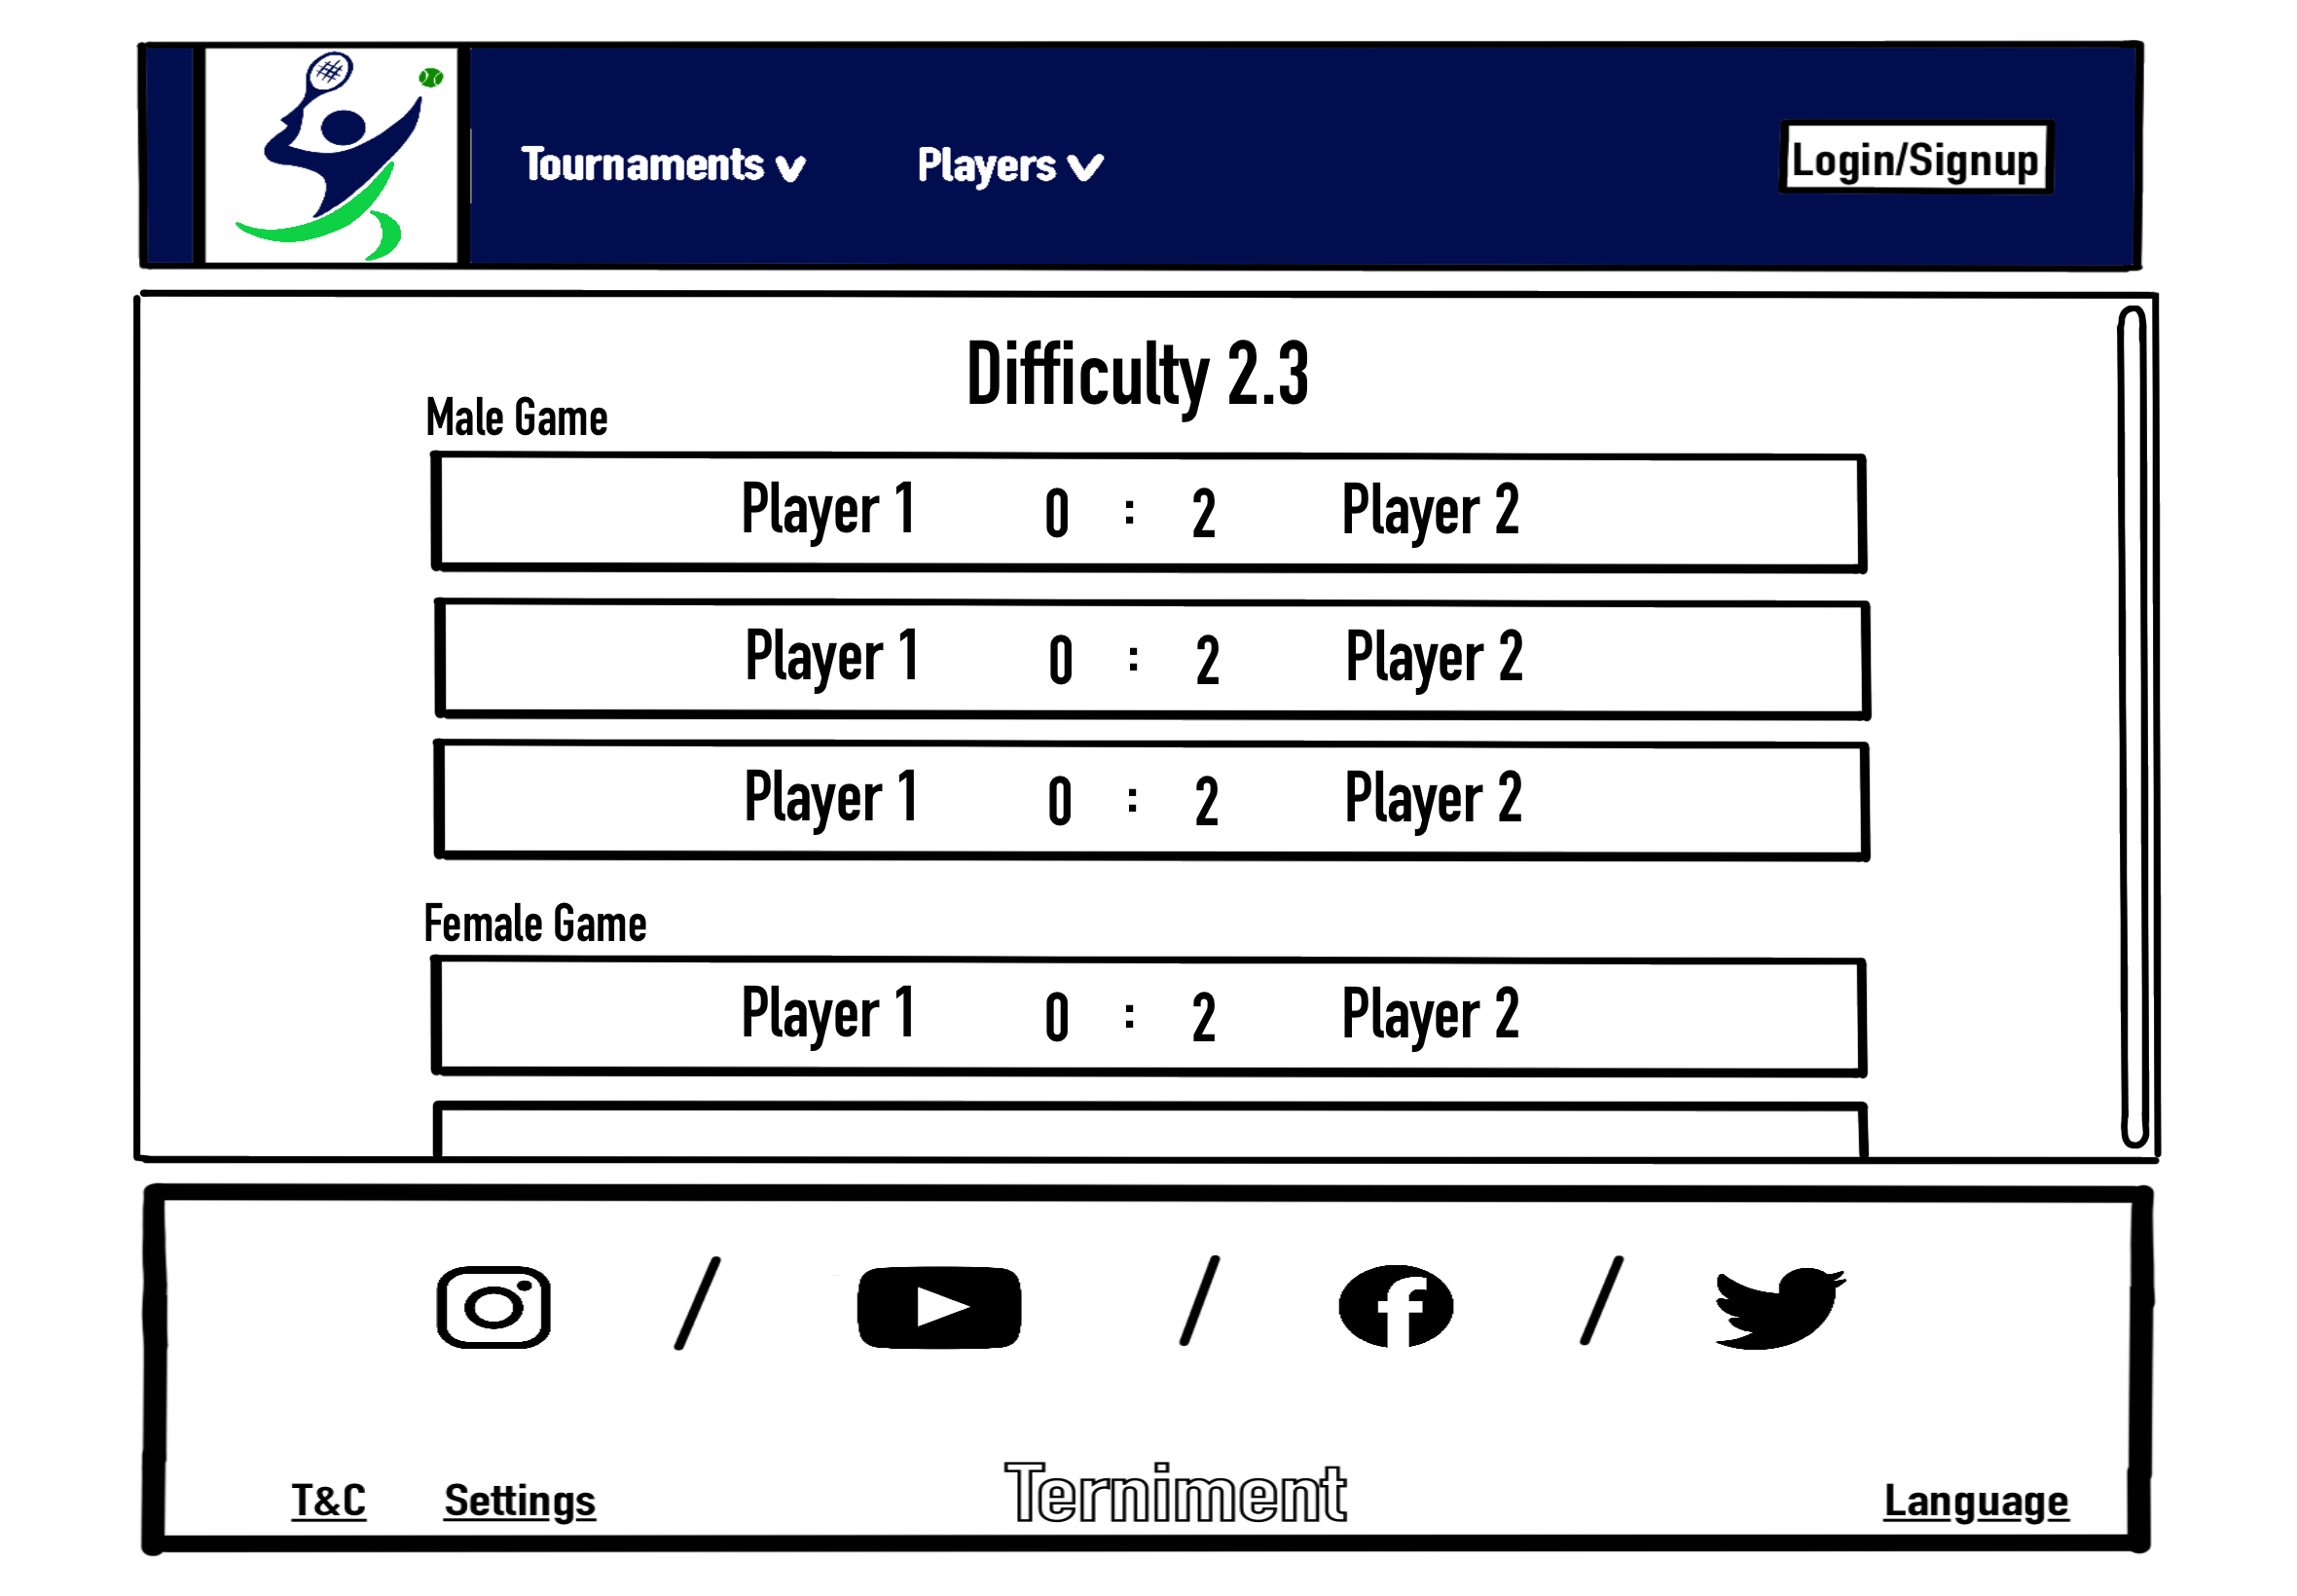 Tournaments Players Login/Signup
Difficulty 2.3
Male Game
Player 1 0 : 2 Player 2
Player 1 0 : 2 Player 2
Player 1 0 : 2 Player 2
Female Game
Player 1 0 : 2 Player 2
/ / /
T&C Settings Terniment Language